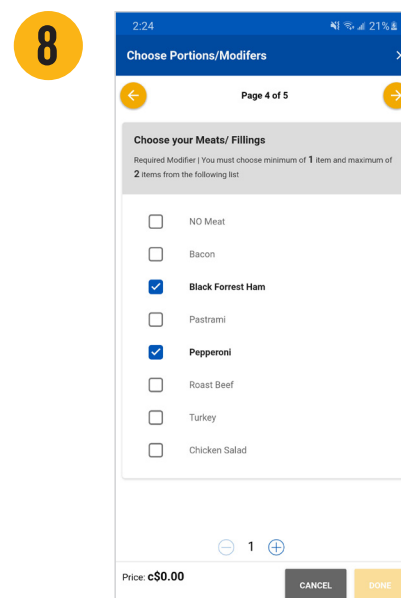 8
2:24
21%
Choose Portions/Modifers
Page 4 of 5
Choose your Meats/ Fillings
Required Modifier | You must choose minimum of 1 item and maximum of
2 items from the following list
NO Meat
Bacon
Black Forrest Ham
Pastrami
Pepperoni
Roast Beef
Turkey
Chicken Salad
1
Price: c$0.00
CANCEL
DONE